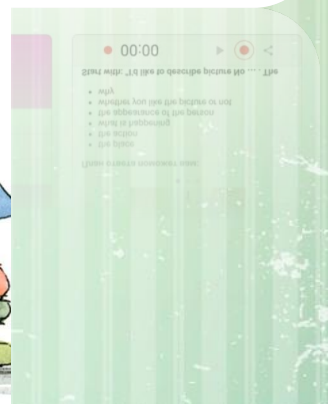 00:00
Start with: "I'd like to describe picture No ... . The
• why
• whether you like the picture or not
• the appearance of the person
• what is happening
• the action
• the place